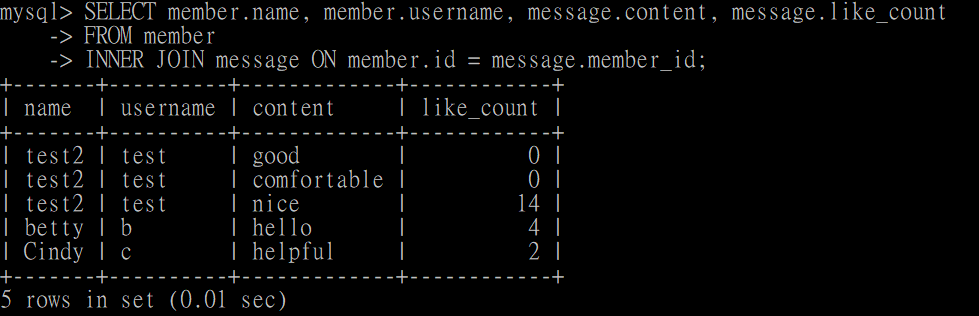 mysql> SELECT member.name, member.username, message.content, message.like_count
    -> FROM member
    -> INNER JOIN message ON member.id = message.member_id;
+-------+----------+-------------+------------+
| name  | username | content     | like_count |
+-------+----------+-------------+------------+
| test2 | test     | good        |          0 |
| test2 | test     | comfortable |          0 |
| test2 | test     | nice        |         14 |
| betty | b        | hello       |          4 |
| Cindy | c        | helpful     |          2 |
+-------+----------+-------------+------------+
5 rows in set (0.01 sec)